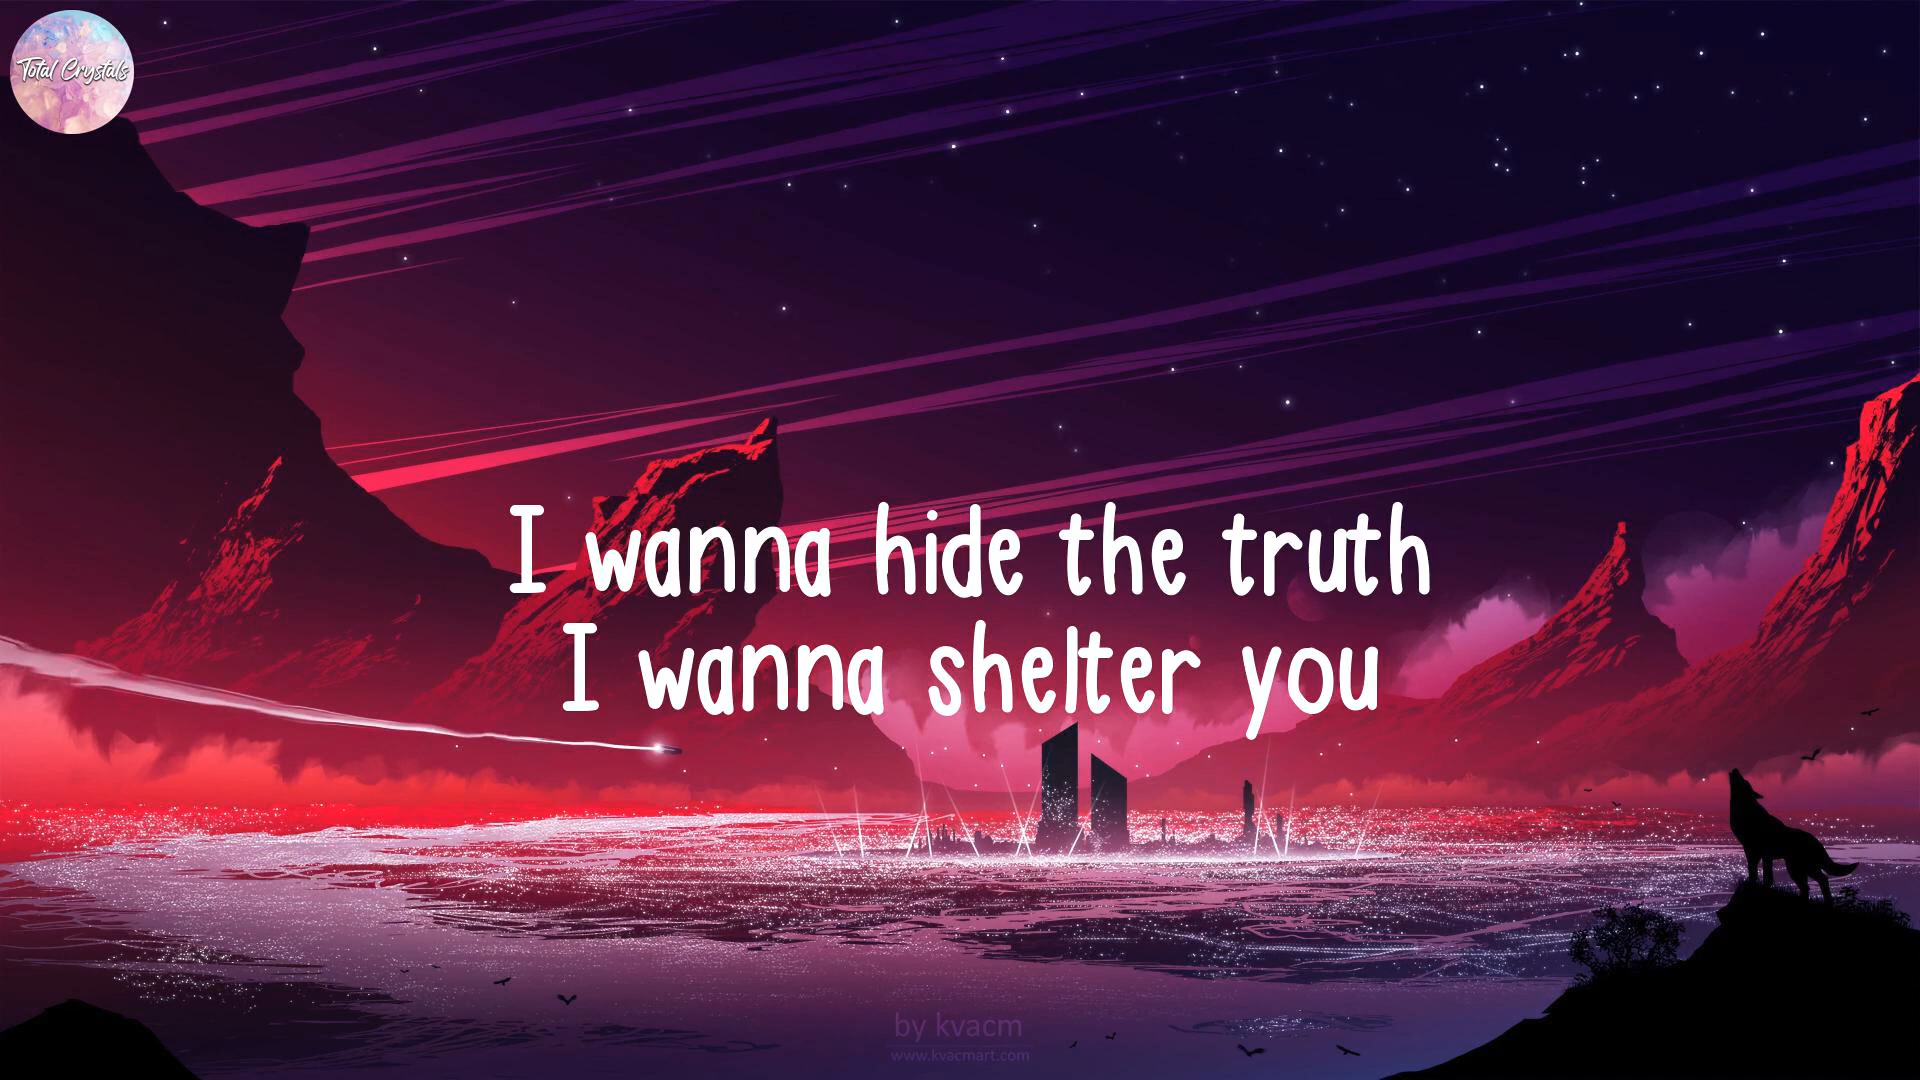 Total Crystals
I wanna hide the truth
I wanna shelter you
by kvacm
www.kvacmart.com